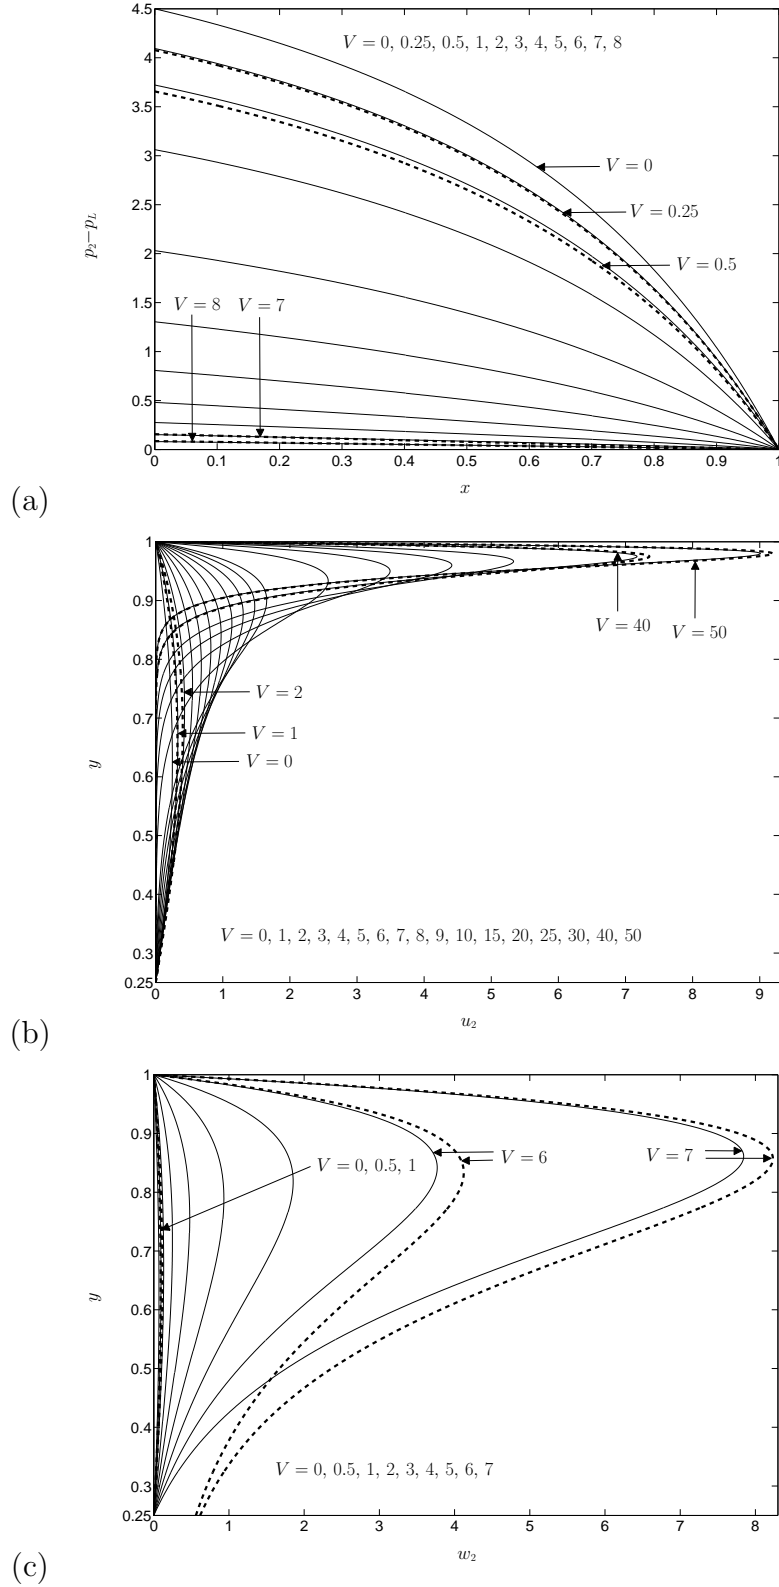 4.5
V = 0, 0.25, 0.5, 1, 2, 3, 4, 5, 6, 7, 8
4
3.5
3
V = 0
2.5
V = 0.25
p₂−p_L
2
V = 0.5
V = 8 V = 7
1.5
1
0.5
0
0 0.1 0.2 0.3 0.4 0.5 0.6 0.7 0.8 0.9 1
x
(a)
1
0.9
V = 40 V = 50
0.8
V = 2
0.7
V = 1
V = 0
y
0.6
0.5
0.4
V = 0, 1, 2, 3, 4, 5, 6, 7, 8, 9, 10, 15, 20, 25, 30, 40, 50
0.3
0.25
0 1 2 3 4 5 6 7 8 9
u₂
(b)
1
0.9
V = 0, 0.5, 1 V = 6 V = 7
0.8
0.7
y
0.6
0.5
0.4
V = 0, 0.5, 1, 2, 3, 4, 5, 6, 7
0.3
0.25
0 1 2 3 4 5 6 7 8
w₂
(c)